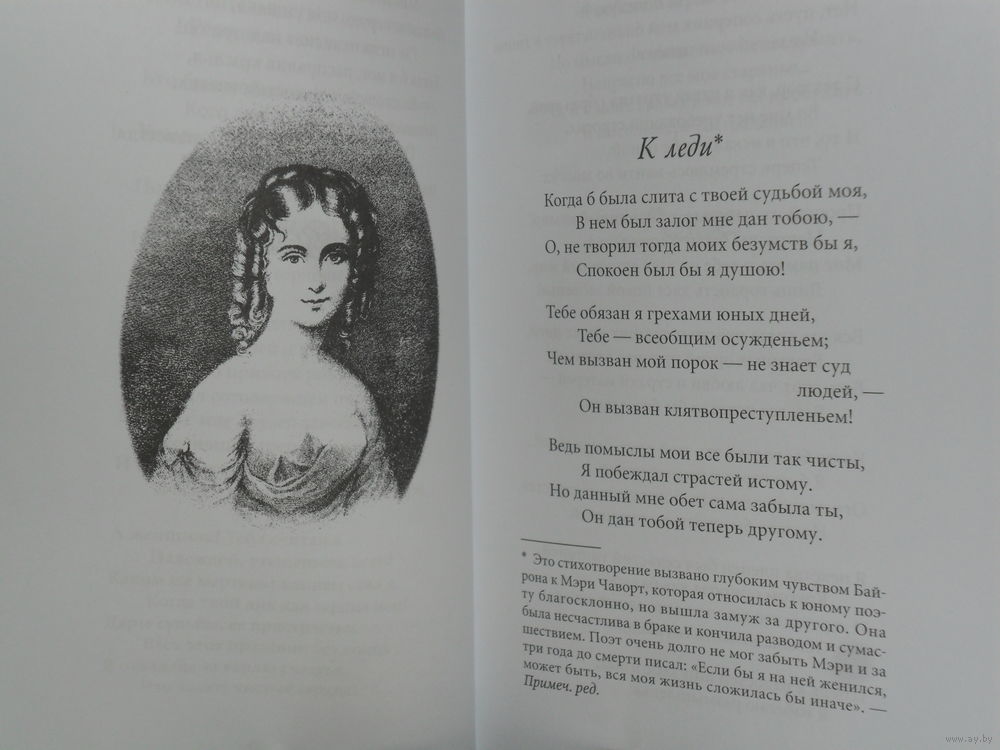 К леди*
Когда б была слита с твоей судьбой моя,
В нем был залог мне дан тобою, —
О, не творил тогда моих безумств бы я,
Спокоен был бы я душою!
Тебе обязан я грехами юных дней,
Тебе — всеобщим осужденьем;
Чем вызван мой порок — не знает суд
людей, —
Он вызван клятвопреступленьем!
Ведь помыслы мои все были так чисты,
Я побеждал страстей истому.
Но данный мне обет сама забыла ты,
Он дан тобой теперь другому.
* Это стихотворение вызвано глубоким чувством Бай-
рона к Мэри Чаворт, которая относилась к юному поэ-
ту благосклонно, но вышла замуж за другого. Она
была несчастлива в браке и кончила разводом и сумас-
шествием. Поэт очень долго не мог забыть Мэри и за
три года до смерти писал: «Если бы я на ней женился,
может быть, вся моя жизнь сложилась бы иначе». —
Примеч. ред.
www.ay.by